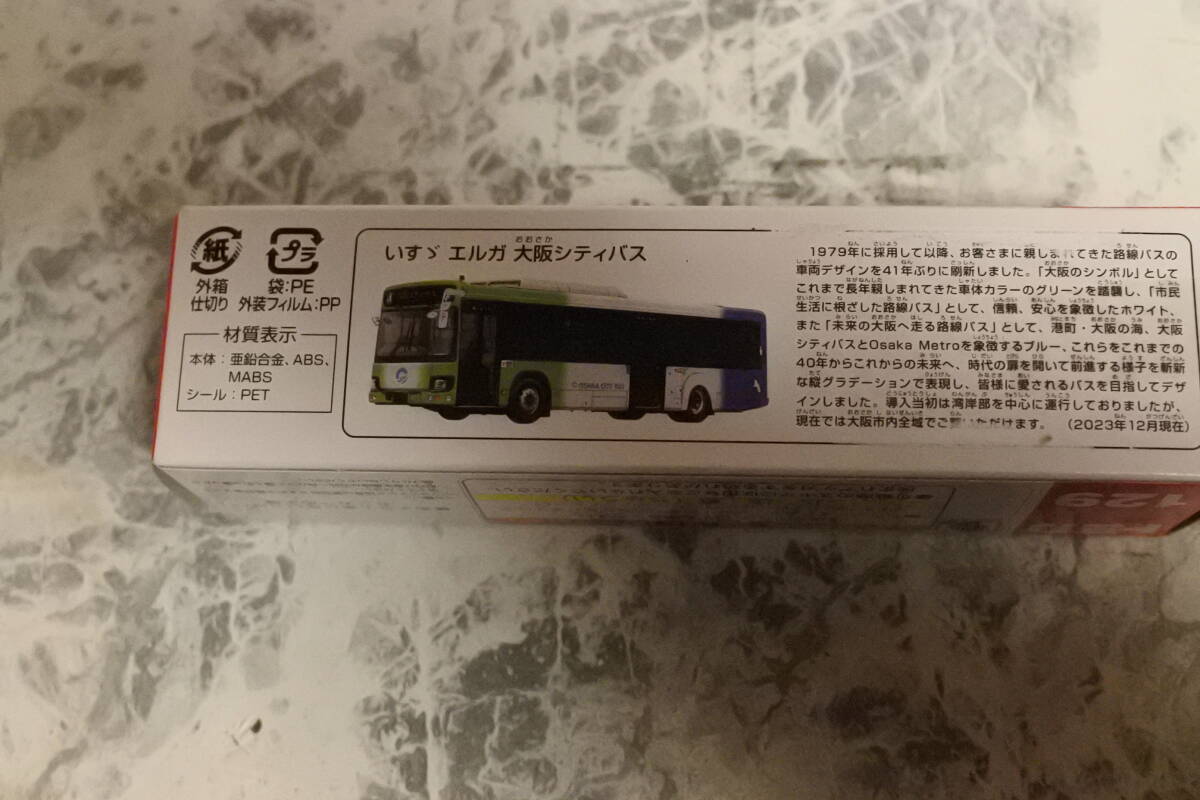 紙
プラ
外箱
仕切り
袋:PE
外装フィルム:PP
材質表示
本体:亜鉛合金、ABS、
MABS
シール:PET
いすゞ エルガ 大阪シティバス
1979年に採用して以降、お客さまに親しまれてきた路線バスの
車両デザインを41年ぶりに刷新しました。「大阪のシンボル」として
これまで長年親しまれてきた車体カラーのグリーンを踏襲し、「市民
生活に根ざした路線バス」として、信頼、安心を象徴したホワイト、
また「未来の大阪へ走る路線バス」として、港町・大阪の海、大阪
シティバスとOsaka Metroを象徴するブルー、これらをこれまでの
40年からこれからの未来へ、時代の扉を開いて前進する様子を斬新
な縦グラデーションで表現し、皆様に愛されるバスを目指してデザ
インしました。導入当初は湾岸部を中心に運行しておりましたが、
現在では大阪市内全域でご いただけます。(2023年12月現在)
OSAKA CITY BUS
129